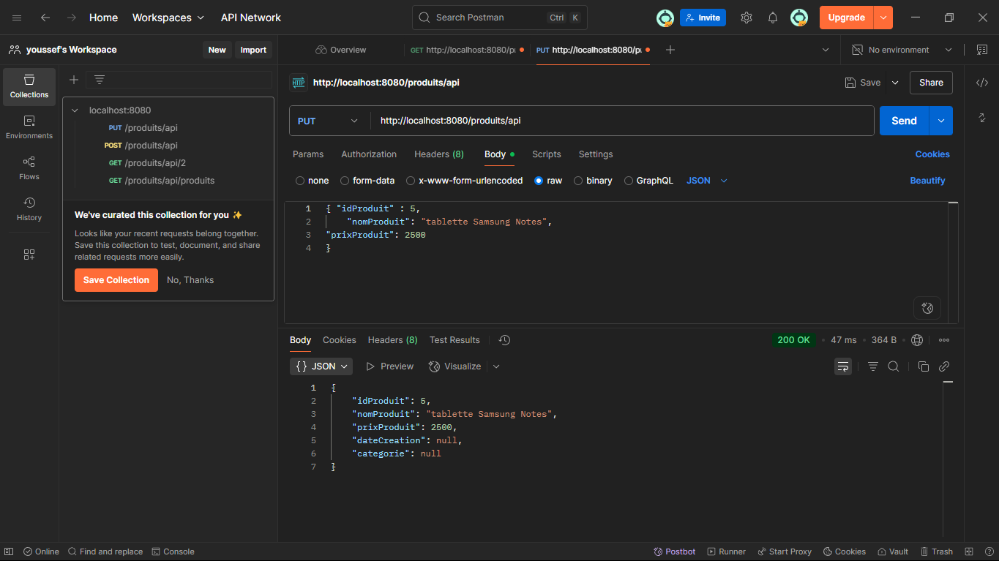 Home Workspaces API Network Search Postman Ctrl K Invite Upgrade
youssef's Workspace New Import Overview GET http://localhost:8080/p PUT http://localhost:8080/p No environment
Collections
Environments
Flows
History
localhost:8080
PUT /produits/api
POST /produits/api
GET /produits/api/2
GET /produits/api/produits
We've curated this collection for you ✨
Looks like your recent requests belong together.
Save this collection to test, document, and share
related requests more easily.
Save Collection No, Thanks
HTTP http://localhost:8080/produits/api Save Share
PUT http://localhost:8080/produits/api Send
Params Authorization Headers (8) Body Scripts Settings Cookies
none form-data x-www-form-urlencoded raw binary GraphQL JSON Beautify
1 { "idProduit" : 5,
2 "nomProduit": "tablette Samsung Notes",
3 "prixProduit": 2500
4 }
Body Cookies Headers (8) Test Results 200 OK • 47 ms • 364 B
{} JSON Preview Visualize
1 {
2 "idProduit": 5,
3 "nomProduit": "tablette Samsung Notes",
4 "prixProduit": 2500,
5 "dateCreation": null,
6 "categorie": null
7 }
Online Find and replace Console Postbot Runner Start Proxy Cookies Vault Trash